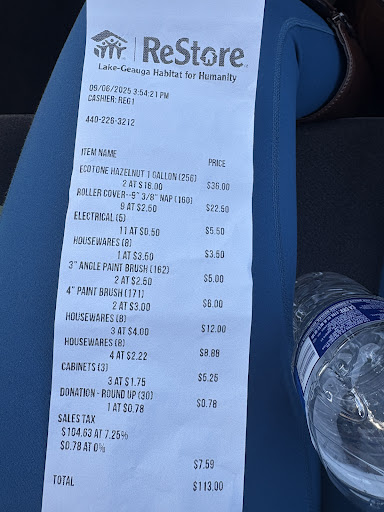 ReStore
Lake-Geauga Habitat for Humanity
09/06/2025 3:54:21 PM
CASHIER: REG1
440-226-3212
ITEM NAME PRICE
ECOTONE HAZELNUT 1 GALLON (256)
2 AT $18.00 $36.00
ROLLER COVER--9" 3/8" NAP (160)
9 AT $2.50 $22.50
ELECTRICAL (5)
11 AT $0.50 $5.50
HOUSEWARES (8)
1 AT $3.50 $3.50
3" ANGLE PAINT BRUSH (162)
2 AT $2.50 $5.00
4" PAINT BRUSH (171)
2 AT $3.00 $6.00
HOUSEWARES (8)
3 AT $4.00 $12.00
HOUSEWARES (8)
4 AT $2.22 $8.88
CABINETS (3)
3 AT $1.75 $5.25
DONATION - ROUND UP (30)
1 AT $0.78 $0.78
SALES TAX
$104.63 AT 7.25%
$0.78 AT 0%
$7.59
TOTAL $113.00